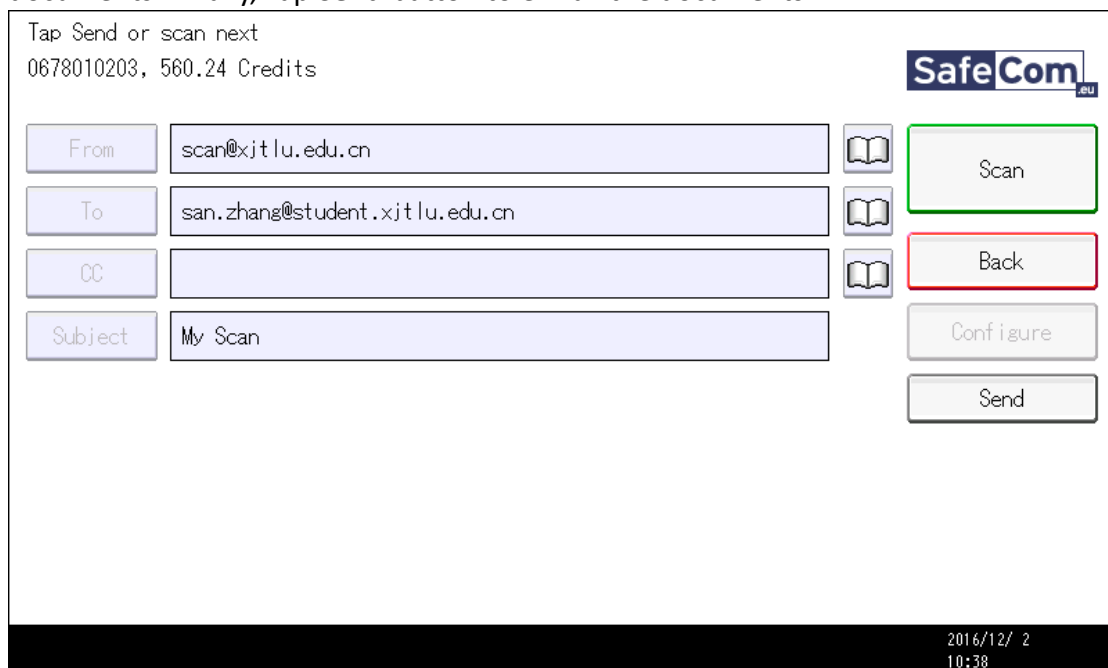 Tap Send or scan next
0678010203, 560.24 Credits
SafeCom
.eu
From
scan@xjtlu.edu.cn
Scan
To
san.zhang@student.xjtlu.edu.cn
CC
Back
Subject
My Scan
Configure
Send
2016/12/ 2
10:38